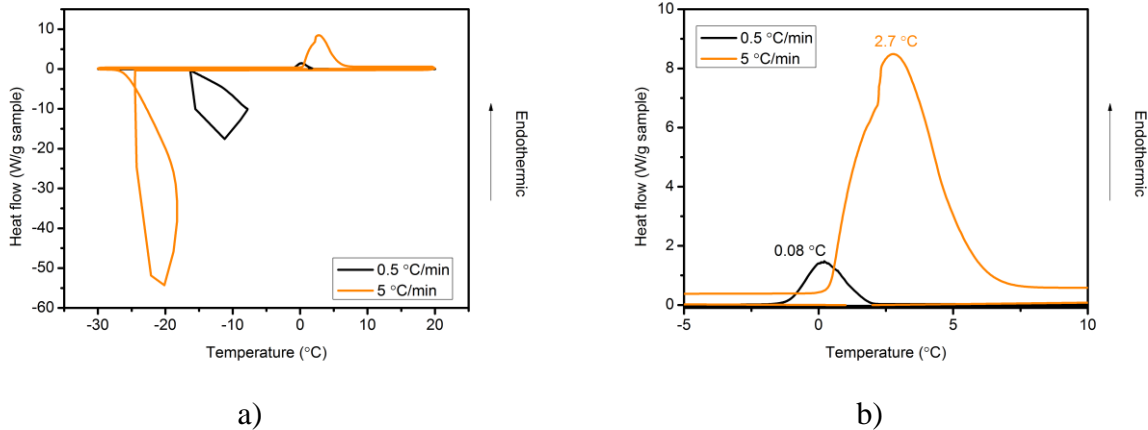 10
0
-10
-20
-30
-40
-50
-60
Heat flow (W/g sample)
-30
-20
-10
0
10
20
Temperature (°C)
0.5 °C/min
5 °C/min
Endothermic
a)
10
8
6
4
2
0
Heat flow (W/g sample)
-5
0
5
10
Temperature (°C)
0.5 °C/min
5 °C/min
2.7 °C
0.08 °C
Endothermic
b)